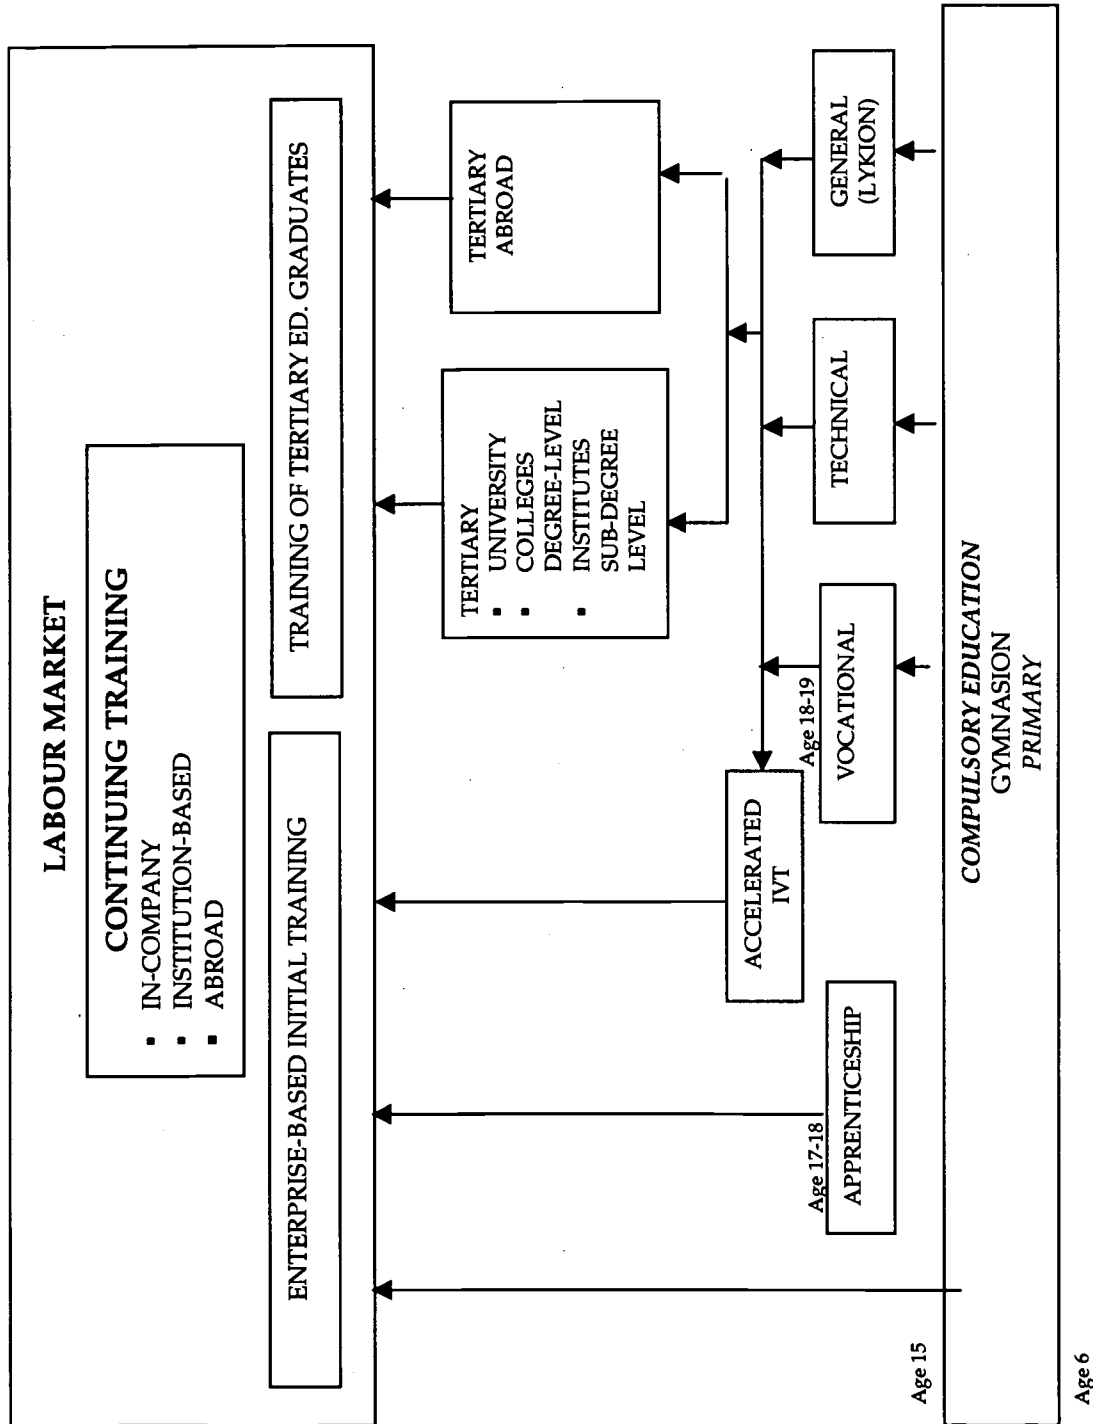 LABOUR MARKET
CONTINUING TRAINING
▪ IN-COMPANY
▪ INSTITUTION-BASED
▪ ABROAD
ENTERPRISE-BASED INITIAL TRAINING
TRAINING OF TERTIARY ED. GRADUATES
TERTIARY
▪ UNIVERSITY
▪ COLLEGES
DEGREE-LEVEL
▪ INSTITUTES
SUB-DEGREE
LEVEL
TERTIARY
ABROAD
ACCELERATED
IVT
Age 17-18
APPRENTICESHIP
Age 18-19
VOCATIONAL
TECHNICAL
GENERAL
(LYKION)
Age 15
COMPULSORY EDUCATION
GYMNASION
PRIMARY
Age 6